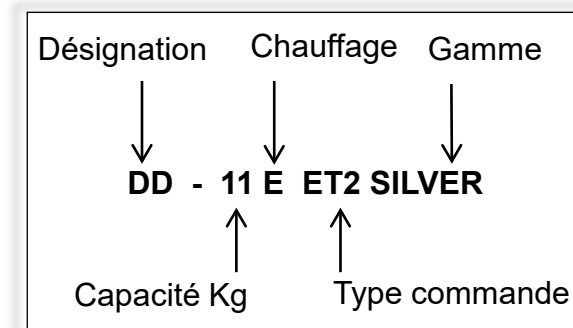 Désignation Chauffage Gamme
DD - 11 E ET2 SILVER
Capacité Kg Type commande